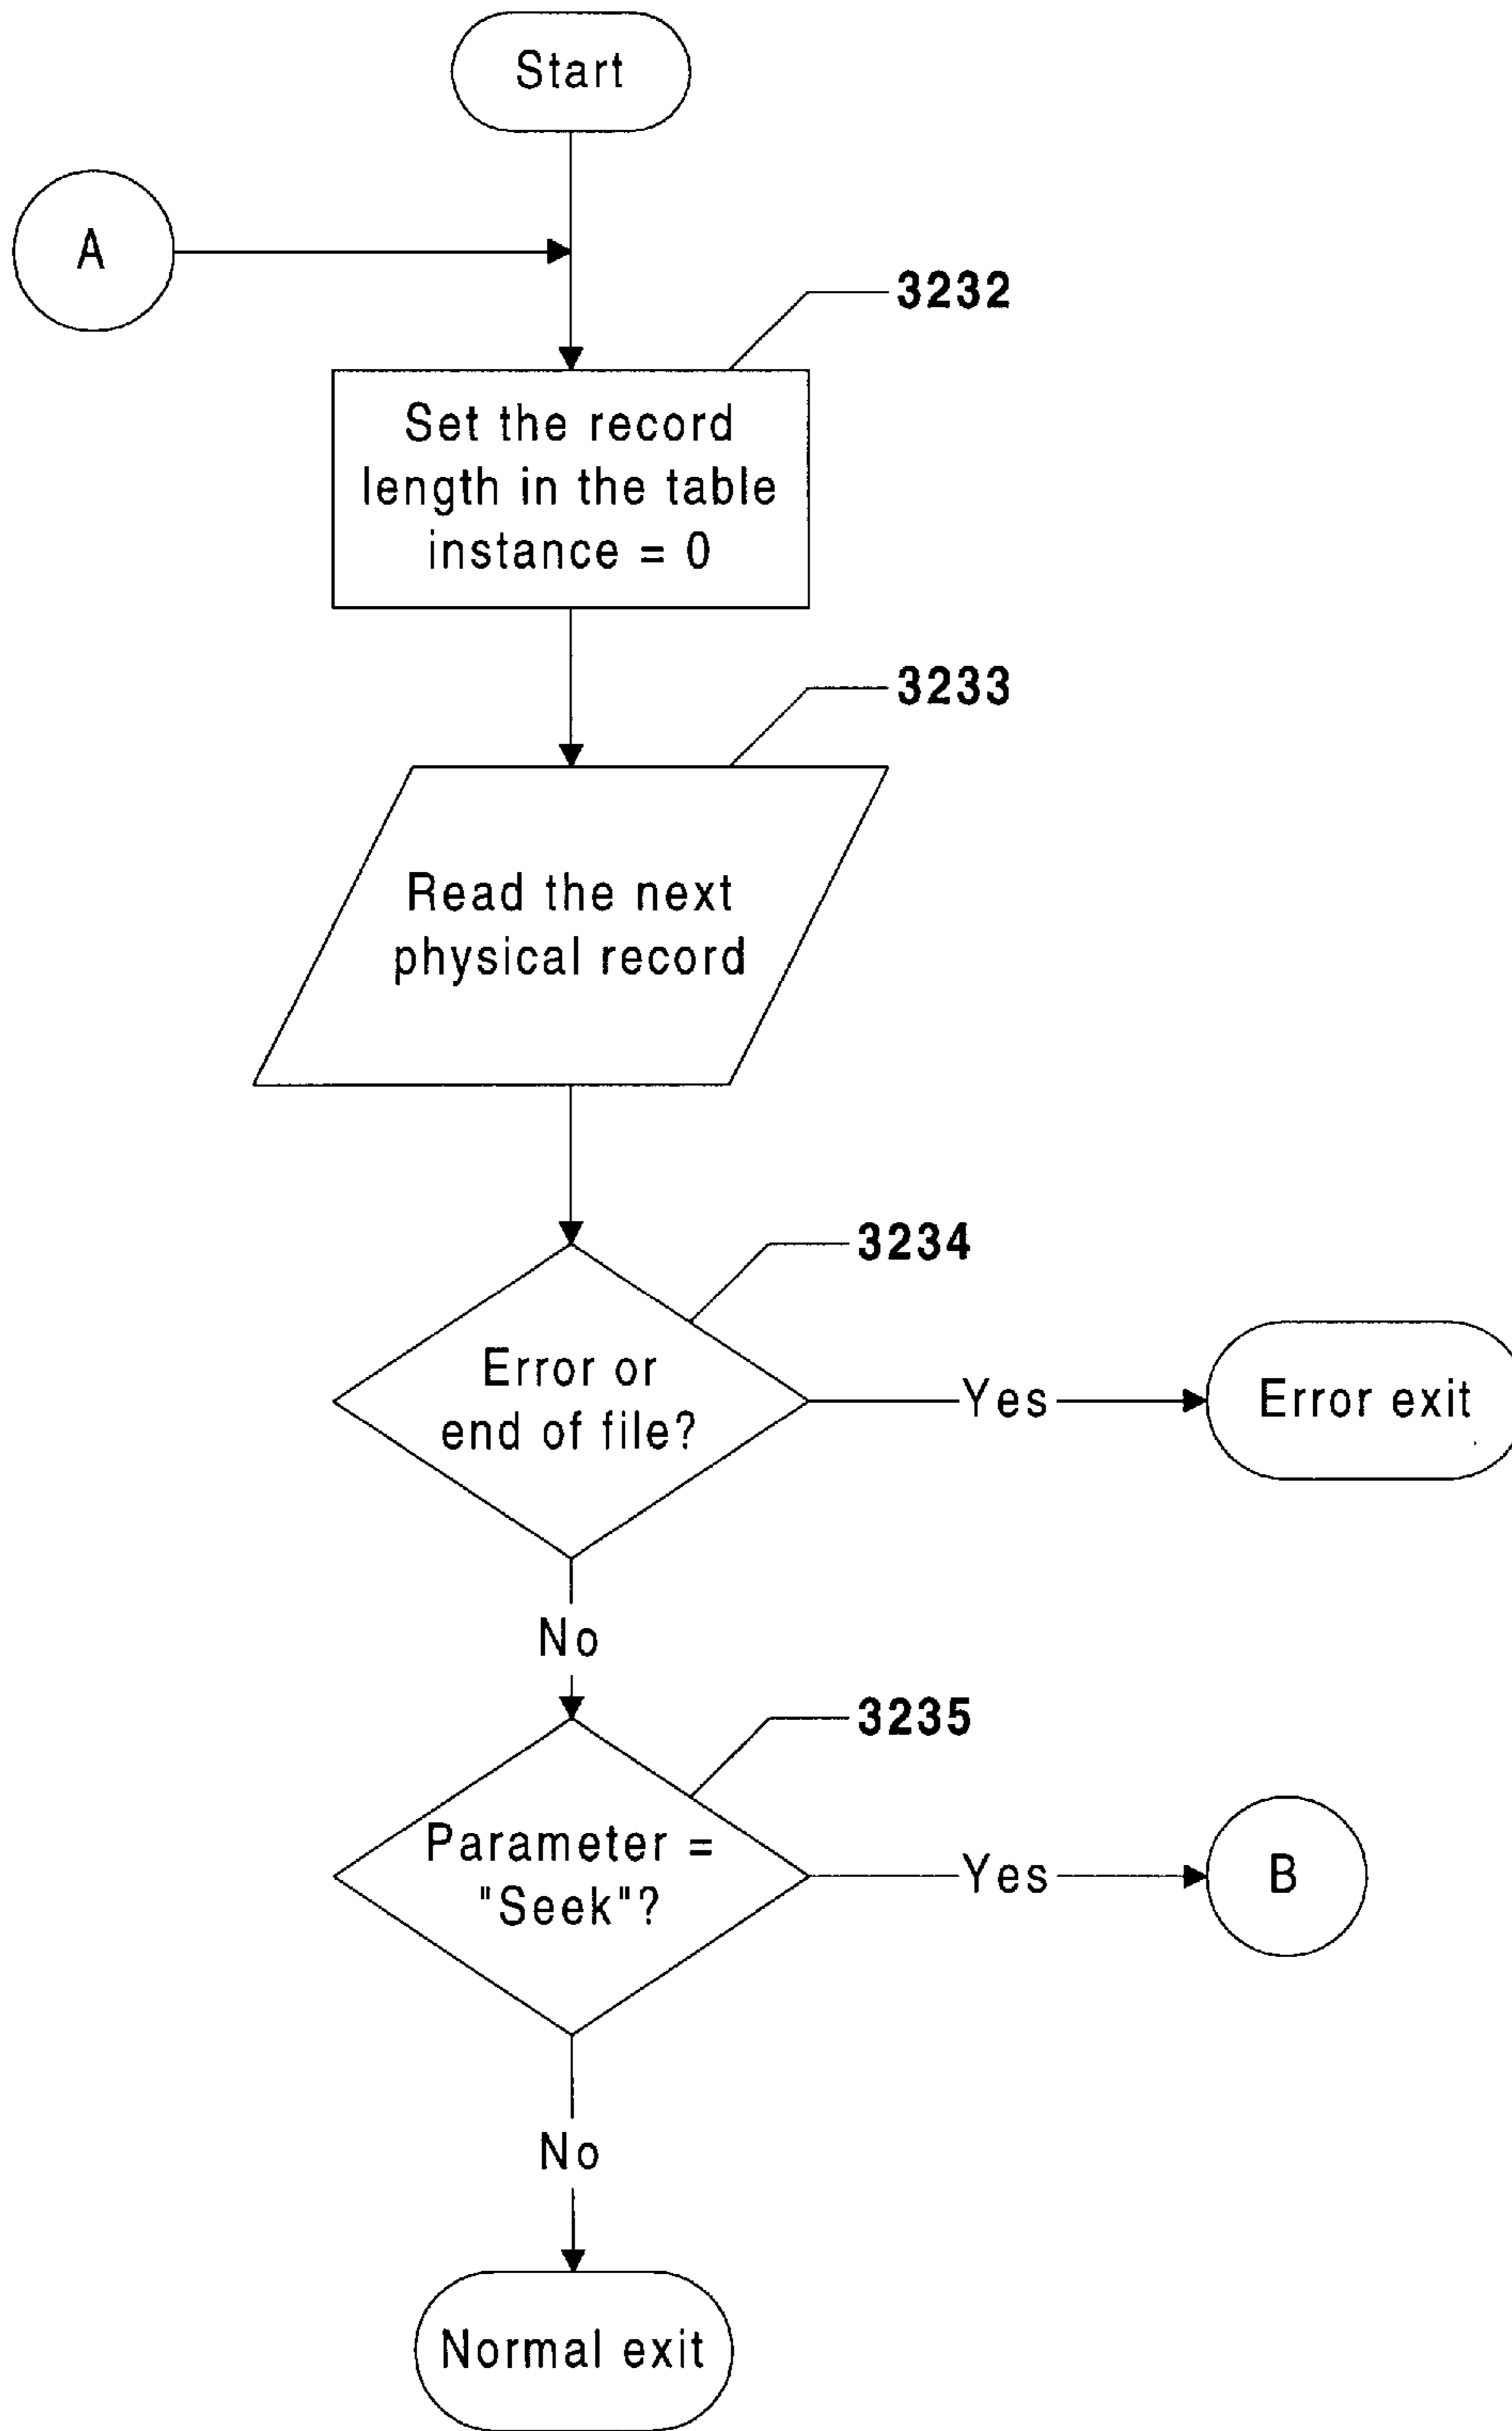 Start
A
3232
Set the record
length in the table
instance = 0
3233
Read the next
physical record
3234
Error or
end of file?
Yes
Error exit
No
3235
Parameter =
"Seek"?
Yes
B
No
Normal exit